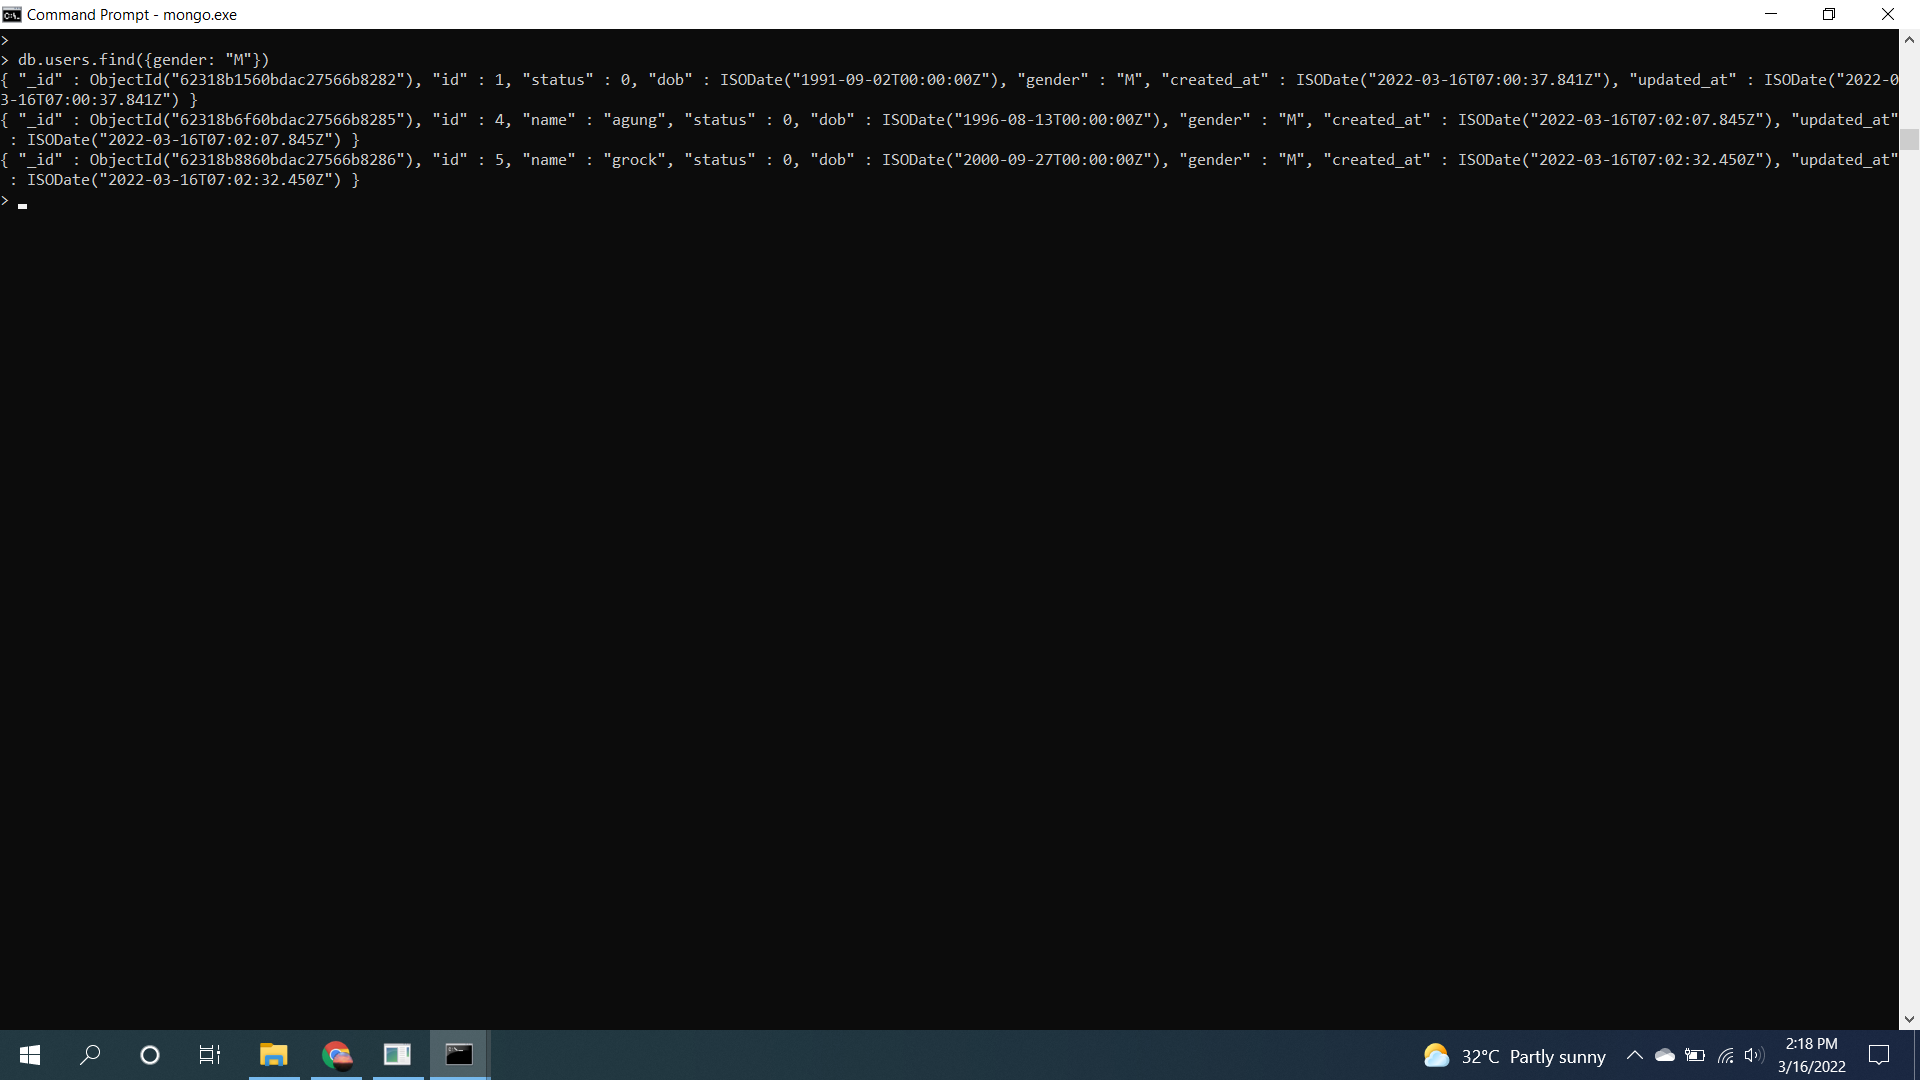 Command Prompt - mongo.exe
>
> db.users.find({gender: "M"})
{ "_id" : ObjectId("62318b1560bdac27566b8282"), "id" : 1, "status" : 0, "dob" : ISODate("1991-09-02T00:00:00Z"), "gender" : "M", "created_at" : ISODate("2022-03-16T07:00:37.841Z"), "updated_at" : ISODate("2022-0
3-16T07:00:37.841Z") }
{ "_id" : ObjectId("62318b6f60bdac27566b8285"), "id" : 4, "name" : "agung", "status" : 0, "dob" : ISODate("1996-08-13T00:00:00Z"), "gender" : "M", "created_at" : ISODate("2022-03-16T07:02:07.845Z"), "updated_at"
 : ISODate("2022-03-16T07:02:07.845Z") }
{ "_id" : ObjectId("62318b8860bdac27566b8286"), "id" : 5, "name" : "grock", "status" : 0, "dob" : ISODate("2000-09-27T00:00:00Z"), "gender" : "M", "created_at" : ISODate("2022-03-16T07:02:32.450Z"), "updated_at"
 : ISODate("2022-03-16T07:02:32.450Z") }
>
32°C Partly sunny
2:18 PM
3/16/2022